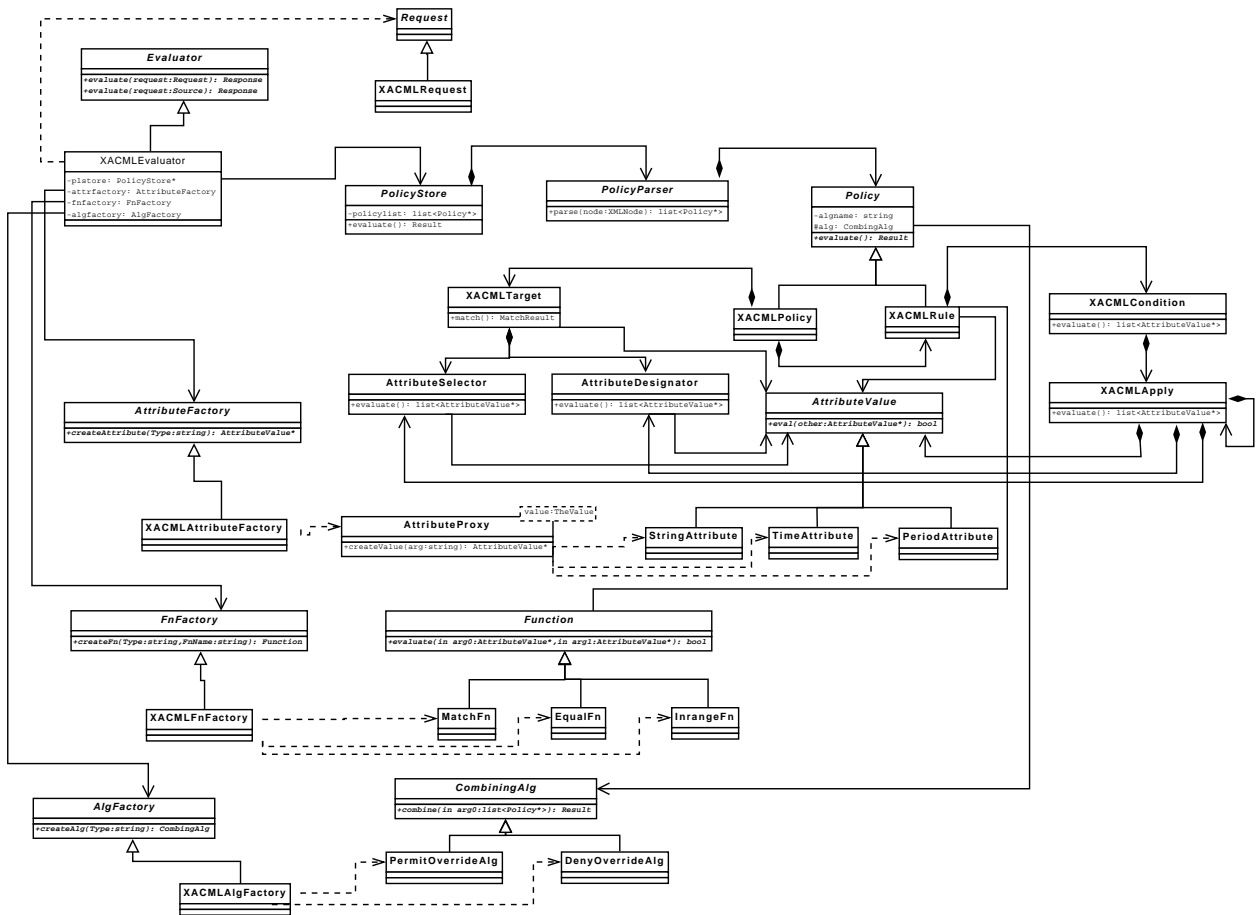 Request
Evaluator
+evaluate(request:Request): Response
+evaluate(request:Source): Response
XACMLRequest
XACMLEvaluator
-plstore: PolicyStore*
-attrfactory: AttributeFactory
-fnfactory: FnFactory
-algfactory: AlgFactory
PolicyStore
-policylist: list<Policy*>
+evaluate(): Result
PolicyParser
+parse(node:XMLNode): list<Policy*>
Policy
-algname: string
#alg: CombingAlg
+evaluate(): Result
XACMLTarget
+match(): MatchResult
XACMLPolicy
XACMLRule
XACMLCondition
+evaluate(): list<AttributeValue*>
AttributeSelector
+evaluate(): list<AttributeValue*>
AttributeDesignator
+evaluate(): list<AttributeValue*>
AttributeValue
+eval(other:AttributeValue*): bool
XACMLApply
+evaluate(): list<AttributeValue*>
AttributeFactory
+createAttribute(Type:string): AttributeValue*
XACMLAttributeFactory
value:TheValue
AttributeProxy
+createValue(arg:string): AttributeValue*
StringAttribute
TimeAttribute
PeriodAttribute
FnFactory
+createFn(Type:string,FnName:string): Function
Function
+evaluate(in arg0:AttributeValue*,in arg1:AttributeValue*): bool
XACMLFnFactory
MatchFn
EqualFn
InrangeFn
AlgFactory
+createAlg(Type:string): CombingAlg
CombiningAlg
+combine(in arg0:list<Policy*>): Result
PermitOverrideAlg
DenyOverrideAlg
XACMLAlgFactory